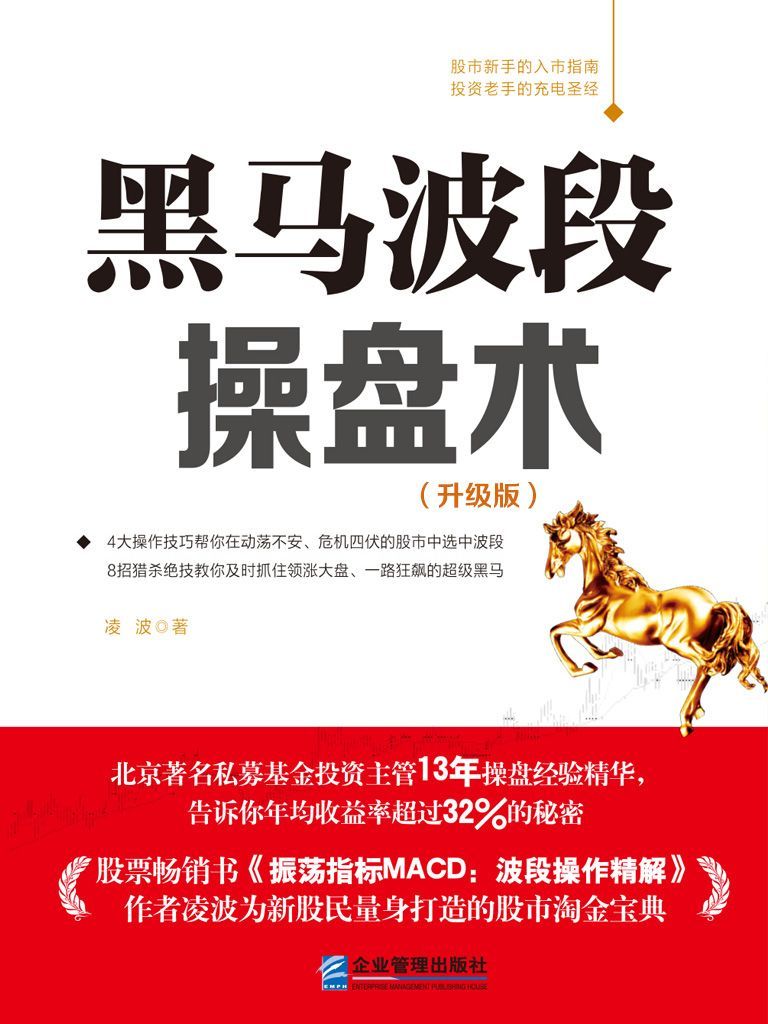 股市新手的入市指南
投资老手的充电圣经
黑马波段
操盘术
（升级版）
◆ 4大操作技巧帮你在动荡不安、危机四伏的股市中选中波段
8招猎杀绝技教你及时抓住领涨大盘、一路狂飙的超级黑马
凌 波◎著
北京著名私募基金投资主管13年操盘经验精华，
告诉你年均收益率超过32%的秘密
股票畅销书《振荡指标MACD：波段操作精解》
作者凌波为新股民量身打造的股市淘金宝典
EMPH
企业管理出版社
ENTERPRISE MANAGEMENT PUBLISHING HOUSE